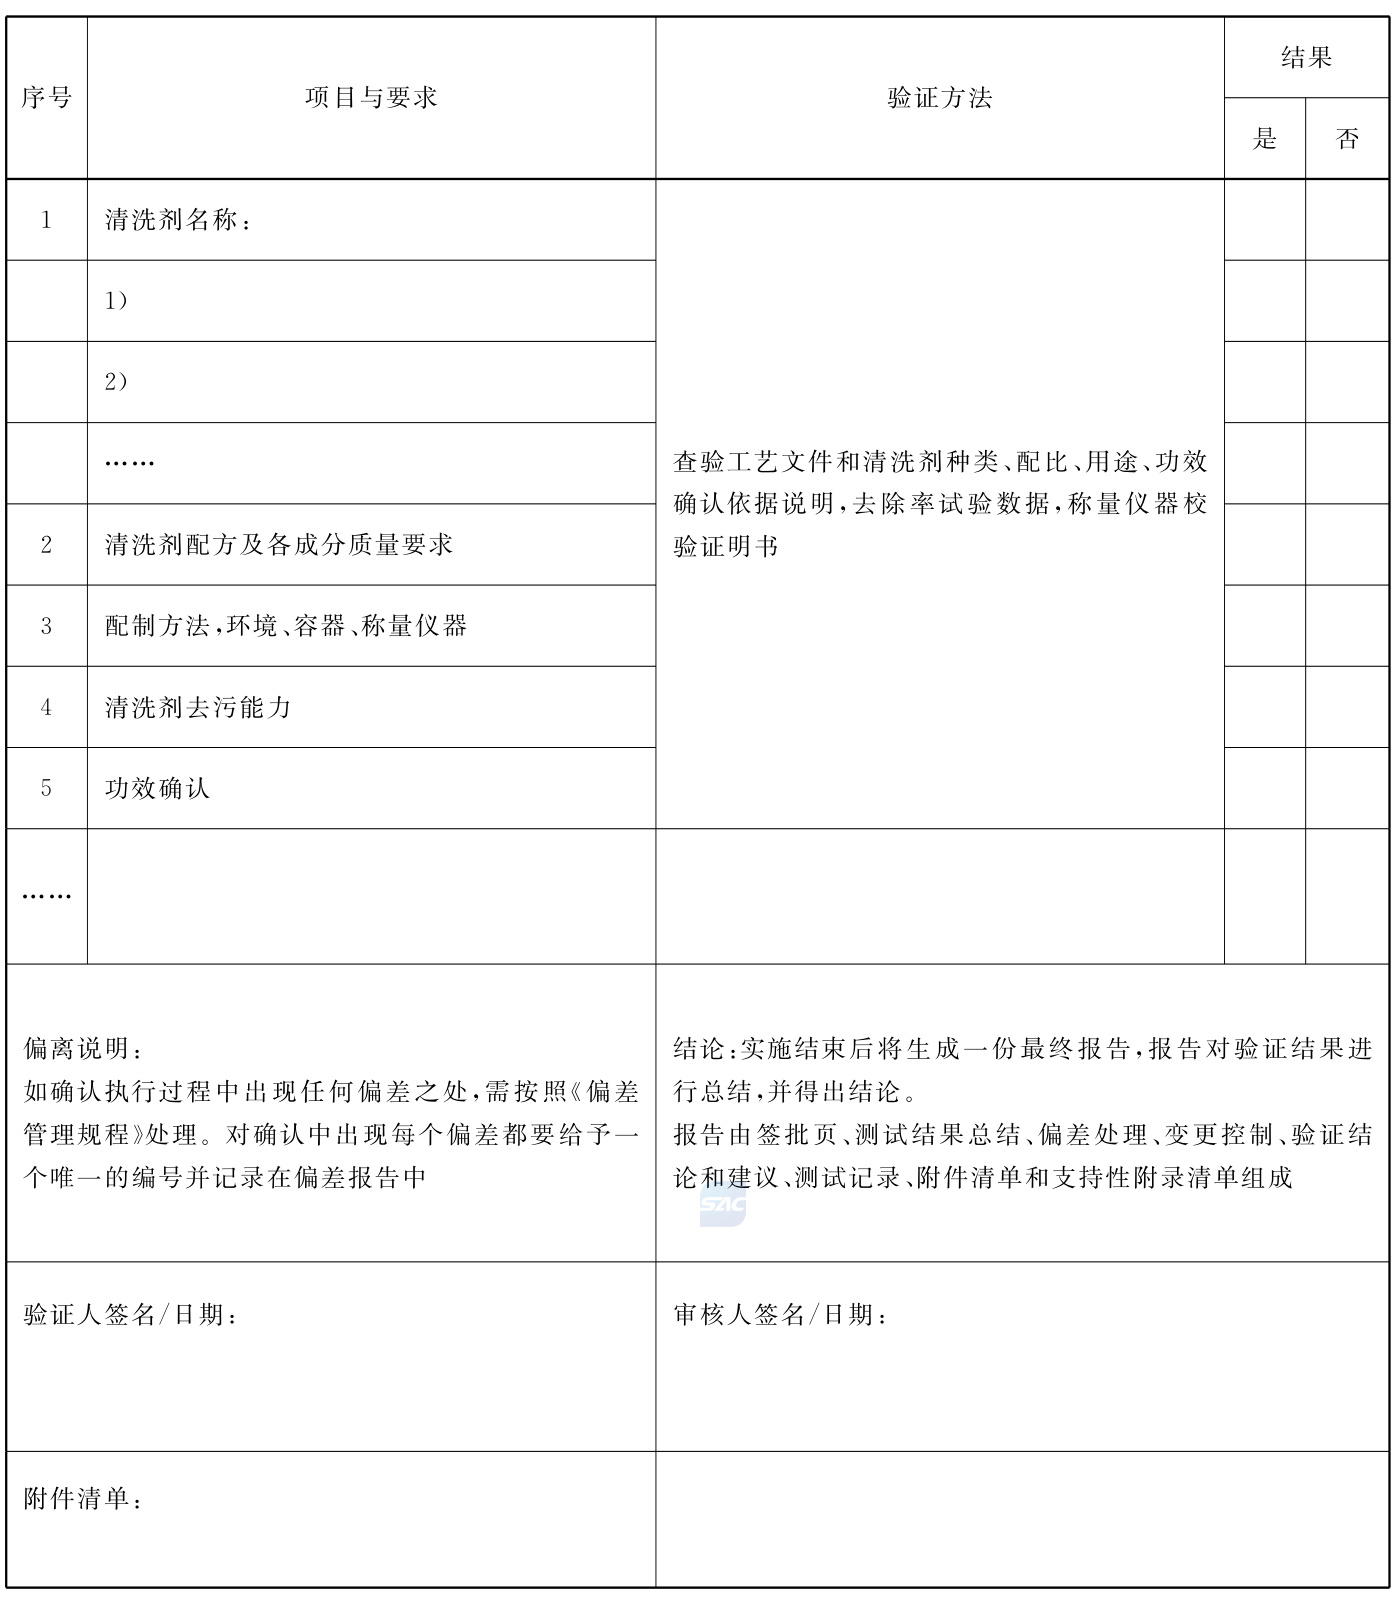 序号
项目与要求
验证方法
结果
是
否
1
清洗剂名称：
1）
2）
……
查验工艺文件和清洗剂种类、配比、用途、功效
确认依据说明，去除率试验数据，称量仪器校
验证明书
2
清洗剂配方及各成分质量要求
3
配制方法，环境、容器、称量仪器
4
清洗剂去污能力
5
功效确认
……
偏离说明：
如确认执行过程中出现任何偏差之处，需按照《偏差
管理规程》处理。对确认中出现每个偏差都要给予一
个唯一的编号并记录在偏差报告中
结论：实施结束后将生成一份最终报告，报告对验证结果进
行总结，并得出结论。
报告由签批页、测试结果总结、偏差处理、变更控制、验证结
论和建议、测试记录、附件清单和支持性附录清单组成
SAC
验证人签名/日期：
审核人签名/日期：
附件清单：